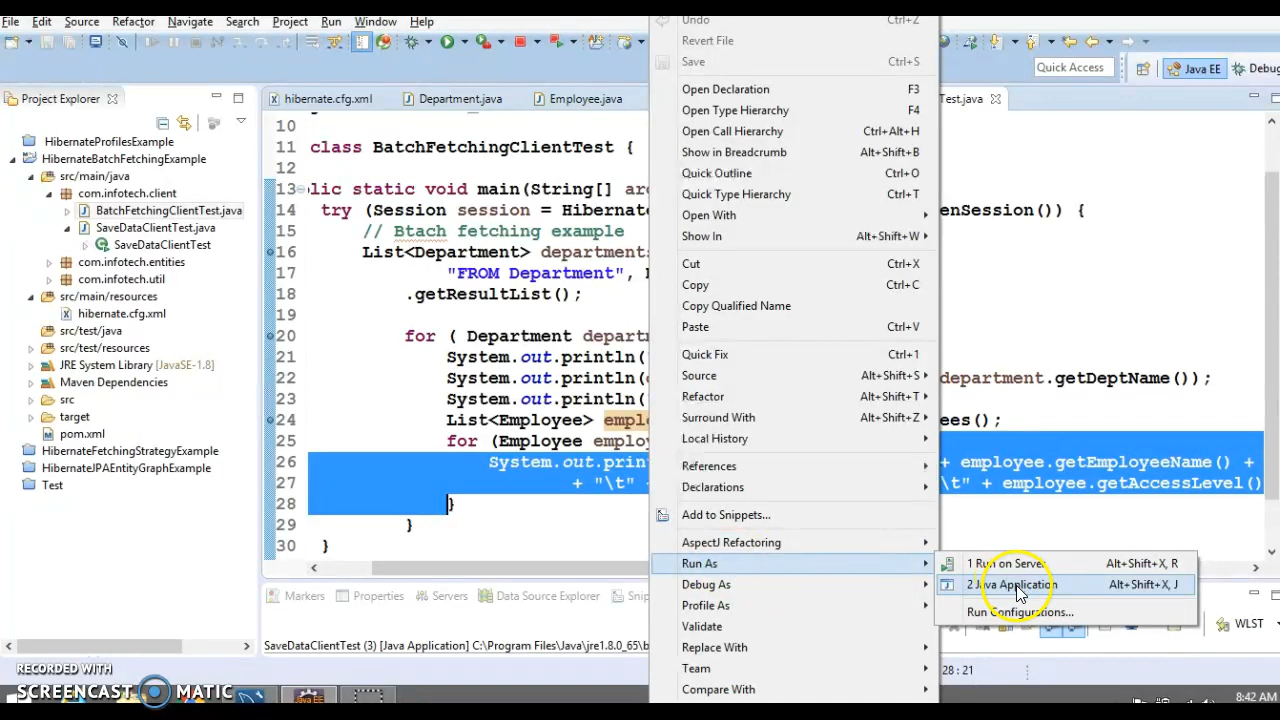 File Edit Source Refactor Navigate Search Project Run Window Help
Undo Ctrl+Z
Revert File
Save Ctrl+S
Open Declaration F3
Open Type Hierarchy F4
Open Call Hierarchy Ctrl+Alt+H
Show in Breadcrumb Alt+Shift+B
Quick Outline Ctrl+O
Quick Type Hierarchy Ctrl+T
Open With
Show In Alt+Shift+W
Cut Ctrl+X
Copy Ctrl+C
Copy Qualified Name
Paste Ctrl+V
Quick Fix Ctrl+1
Source Alt+Shift+S
Refactor Alt+Shift+T
Surround With Alt+Shift+Z
Local History
References
Declarations
Add to Snippets...
AspectJ Refactoring
Run As
Debug As
Profile As
Validate
Replace With
Team
Compare With
1 Run on Server Alt+Shift+X, R
2 Java Application Alt+Shift+X, J
Run Configurations...
Quick Access Java EE Debug
Project Explorer
HibernateProfilesExample
HibernateBatchFetchingExample
src/main/java
com.infotech.client
BatchFetchingClientTest.java
SaveDataClientTest.java
SaveDataClientTest
com.infotech.entities
com.infotech.util
src/main/resources
hibernate.cfg.xml
src/test/java
src/test/resources
JRE System Library [JavaSE-1.8]
Maven Dependencies
src
target
pom.xml
HibernateFetchingStrategyExample
HibernateJPAEntityGraphExample
Test
hibernate.cfg.xml Department.java Employee.java Test.java
10
11 class BatchFetchingClientTest {
12
13 lic static void main(String[] ar
14 try (Session session = Hiberna enSession()) {
15 // Btach fetching example
16 List<Department> departments
17 "FROM Department",
18 .getResultList();
19
20 for ( Department depart
21 System.out.println(
22 System.out.println( department.getDeptName());
23 System.out.println(
24 List<Employee> empl ees();
25 for (Employee employ
26 System.out.prin + employee.getEmployeeName() +
27 + "\t" + \t" + employee.getAccessLevel()
28 }
29 }
30 }
Markers Properties Servers Data Source Explorer Snip
WLST
SaveDataClientTest (3) [Java Application] C:\Program Files\Java\jre1.8.0_65\b
28 : 21
RECORDED WITH
SCREENCAST MATIC
8:42 AM